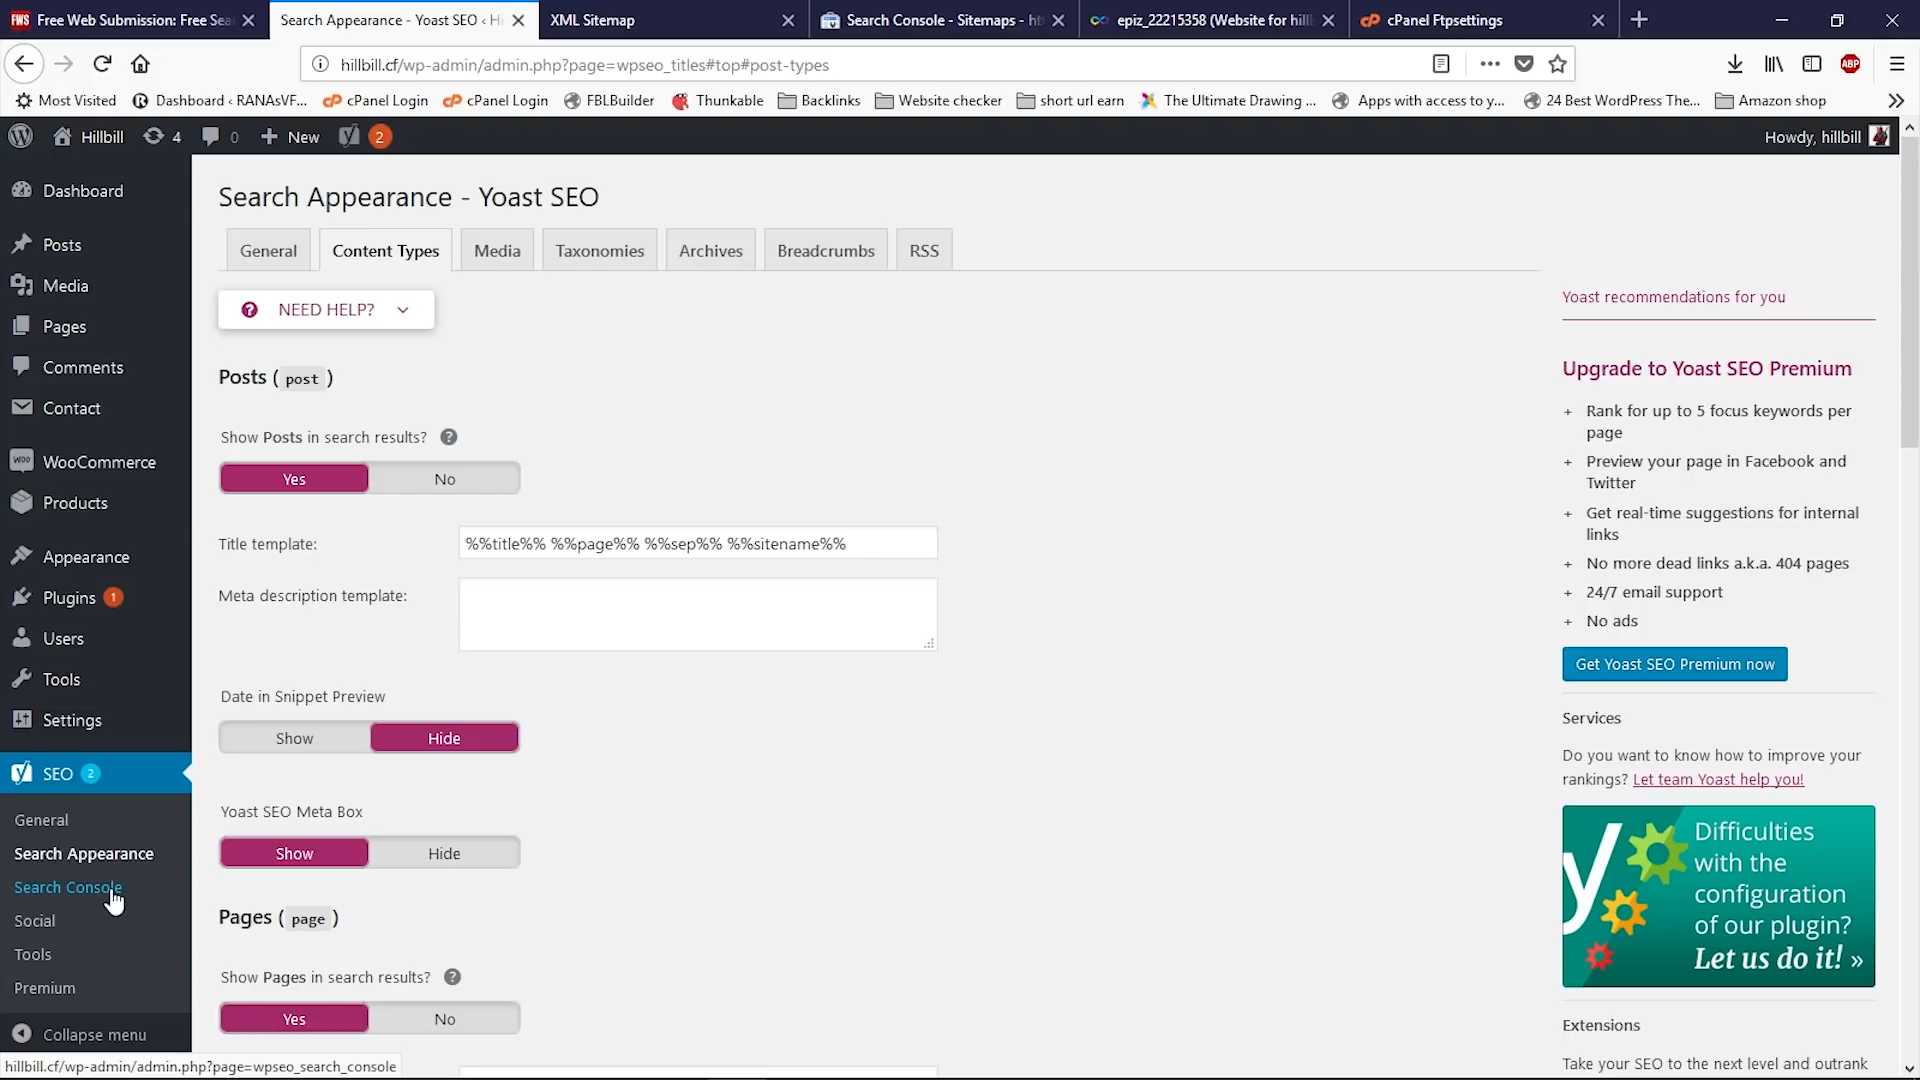 FWS Free Web Submission: Free Sea
Search Appearance - Yoast SEO ‹ H
XML Sitemap
Search Console - Sitemaps - ht
epiz_22215358 (Website for hill
cPanel Ftpsettings
hillbill.cf/wp-admin/admin.php?page=wpseo_titles#top#post-types
ABP
Most Visited
Dashboard ‹ RANAsVF...
cPanel Login
cPanel Login
FBLBuilder
Thunkable
Backlinks
Website checker
short url earn
The Ultimate Drawing ...
Apps with access to y...
24 Best WordPress The...
Amazon shop
Hillbill
4
0
New
2
Howdy, hillbill
Dashboard
Posts
Media
Pages
Comments
Contact
WooCommerce
Products
Appearance
Plugins 1
Users
Tools
Settings
SEO 2
General
Search Appearance
Search Console
Social
Tools
Premium
Collapse menu
hillbill.cf/wp-admin/admin.php?page=wpseo_search_console
Search Appearance - Yoast SEO
General
Content Types
Media
Taxonomies
Archives
Breadcrumbs
RSS
? NEED HELP?
Posts ( post )
Show Posts in search results? ?
Yes No
Title template: %%title%% %%page%% %%sep%% %%sitename%%
Meta description template:
Date in Snippet Preview
Show Hide
Yoast SEO Meta Box
Show Hide
Pages ( page )
Show Pages in search results? ?
Yes No
Yoast recommendations for you
Upgrade to Yoast SEO Premium
+ Rank for up to 5 focus keywords per
page
+ Preview your page in Facebook and
Twitter
+ Get real-time suggestions for internal
links
+ No more dead links a.k.a. 404 pages
+ 24/7 email support
+ No ads
Get Yoast SEO Premium now
Services
Do you want to know how to improve your
rankings? Let team Yoast help you!
Difficulties
with the
configuration
of our plugin?
Let us do it! »
Extensions
Take your SEO to the next level and outrank